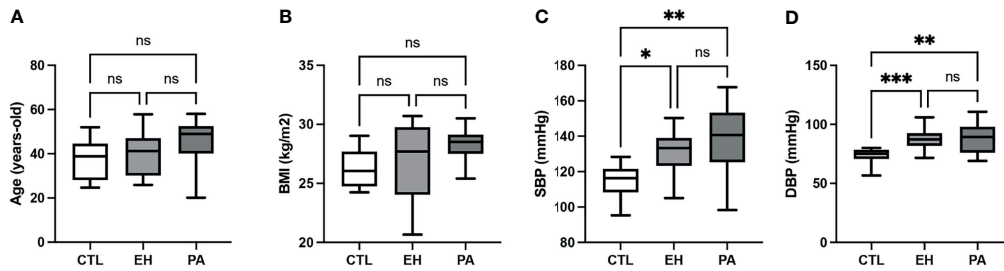 A
ns
ns
ns
Age (years-old)
80
60
40
20
0
CTL
EH
PA
B
ns
ns
ns
BMI (kg/m2)
35
30
25
20
CTL
EH
PA
C
**
*
ns
SBP (mmHg)
180
160
140
120
100
80
CTL
EH
PA
D
**
***
ns
DBP (mmHg)
150
100
50
0
CTL
EH
PA